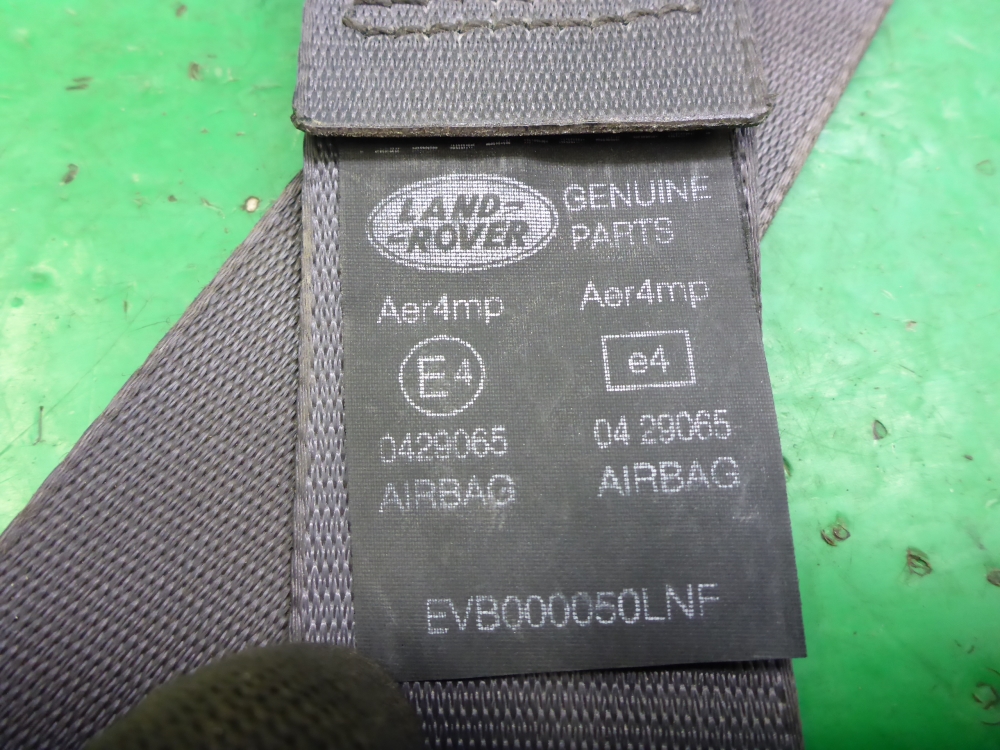 LAND-
-ROVER
GENUINE
PARTS
Aer4mp
Aer4mp
E4
e4
0429065
04 29065
AIRBAG
AIRBAG
EVB000050LNF